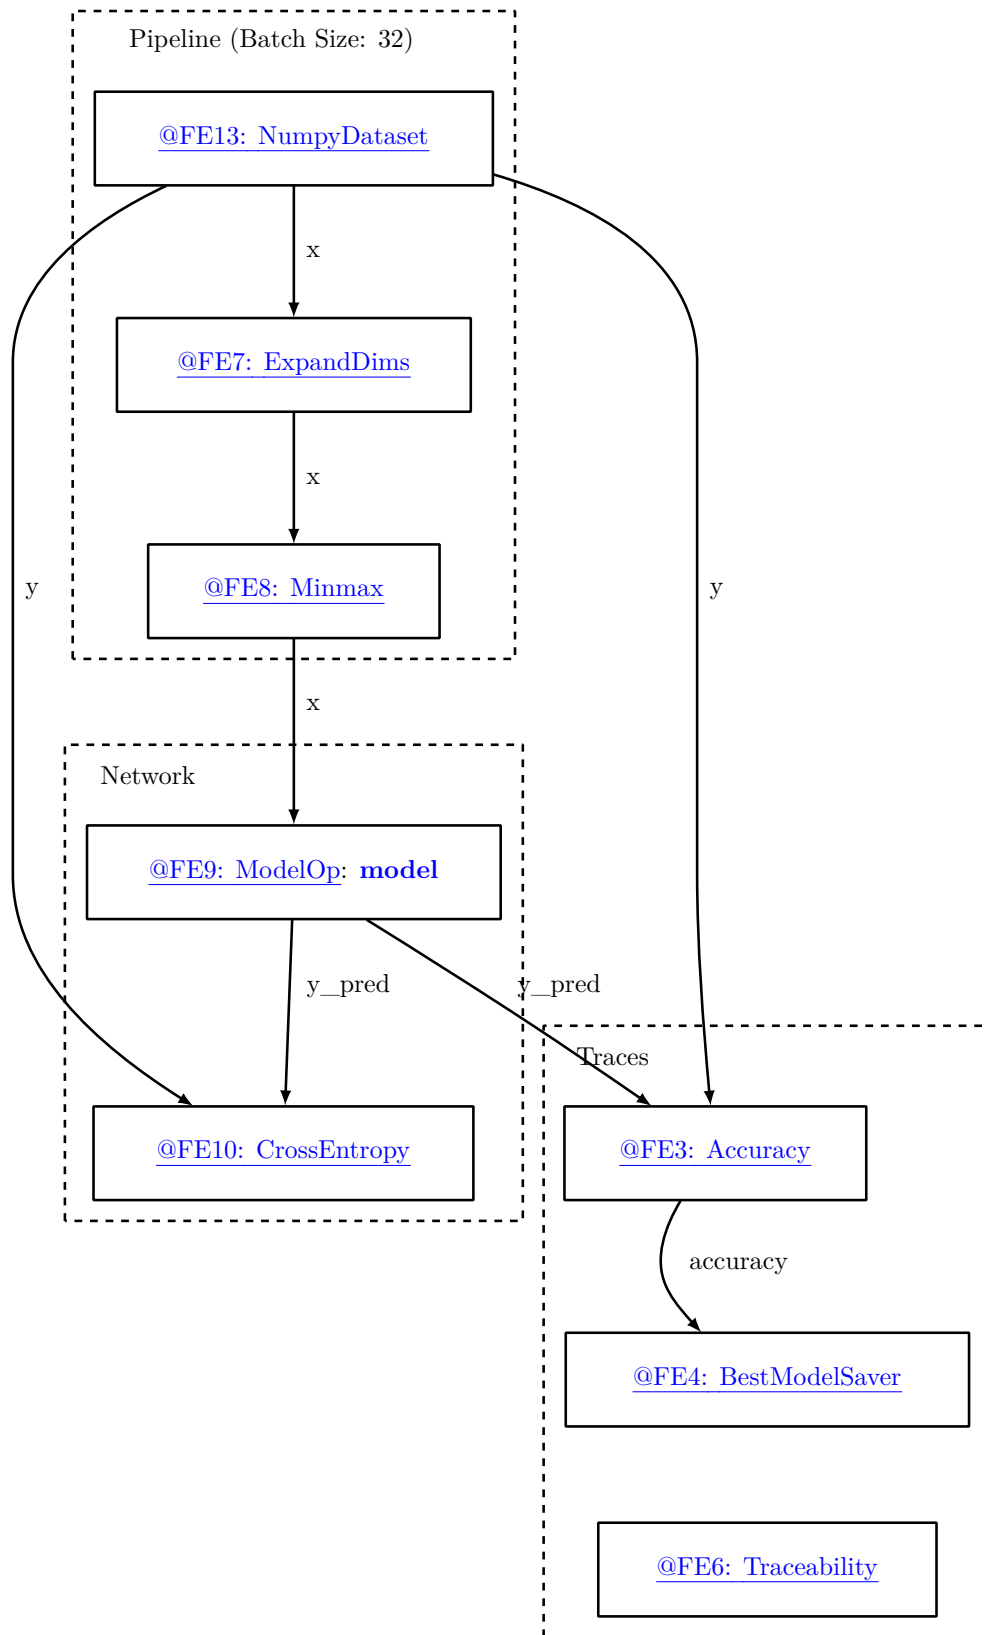 Pipeline (Batch Size: 32)
@FE13: NumpyDataset
x
@FE7: ExpandDims
x
@FE8: Minmax
y
y
x
Network
@FE9: ModelOp: model
y_pred
y_pred
Traces
@FE10: CrossEntropy
@FE3: Accuracy
accuracy
@FE4: BestModelSaver
@FE6: Traceability